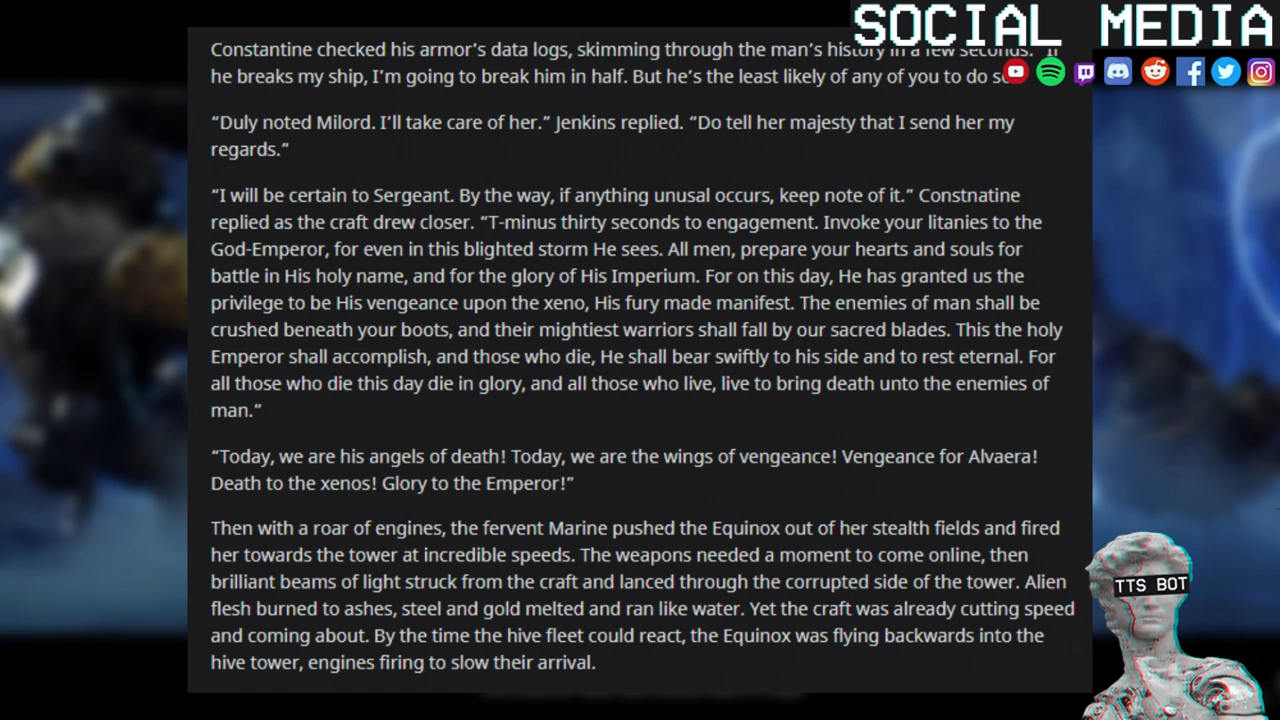 SOCIAL MEDIA
Constantine checked his armor’s data logs, skimming through the man’s history in a few seconds. “If
he breaks my ship, I’m going to break him in half. But he’s the least likely of any of you to do
“Duly noted Milord. I’ll take care of her.” Jenkins replied. “Do tell her majesty that I send her my
regards.”
“I will be certain to Sergeant. By the way, if anything unusual occurs, keep note of it.” Constnatine
replied as the craft drew closer. “T-minus thirty seconds to engagement. Invoke your litanies to the
God-Emperor, for even in this blighted storm He sees. All men, prepare your hearts and souls for
battle in His holy name, and for the glory of His Imperium. For on this day, He has granted us the
privilege to be His vengeance upon the xeno, His fury made manifest. The enemies of man shall be
crushed beneath your boots, and their mightiest warriors shall fall by our sacred blades. This the holy
Emperor shall accomplish, and those who die, He shall bear swiftly to his side and to rest eternal. For
all those who die this day die in glory, and all those who live, live to bring death unto the enemies of
man.”
“Today, we are his angels of death! Today, we are the wings of vengeance! Vengeance for Alvaera!
Death to the xenos! Glory to the Emperor!”
Then with a roar of engines, the fervent Marine pushed the Equinox out of her stealth fields and fired
her towards the tower at incredible speeds. The weapons needed a moment to come online, then
brilliant beams of light struck from the craft and lanced through the corrupted side of the tower. Alien
flesh burned to ashes, steel and gold melted and ran like water. Yet the craft was already cutting speed
and coming about. By the time the hive fleet could react, the Equinox was flying backwards into the
hive tower, engines firing to slow their arrival.
TTS BOT